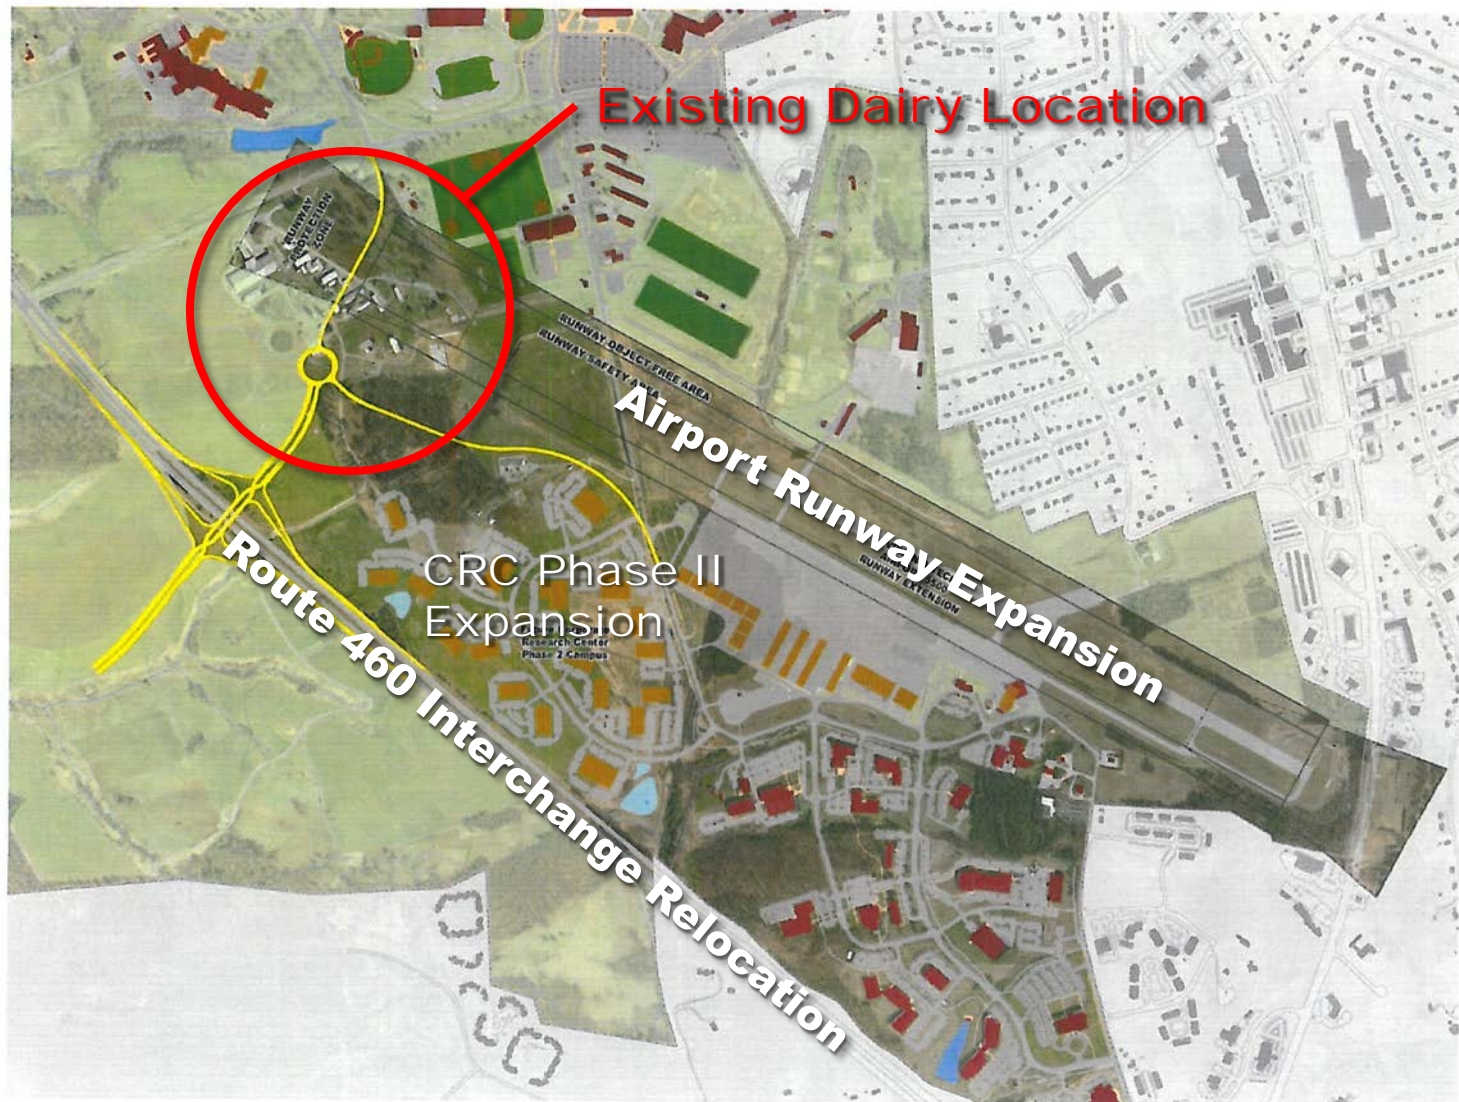 Existing Dairy Location
RUNWAY
PROTECTION
ZONE
RUNWAY OBJECT FREE AREA
RUNWAY SAFETY AREA
Airport Runway Expansion
RUNWAY EXTENSION
CRC Phase II
Expansion
Research Center
Phase 2 Campus
Route 460 Interchange Relocation